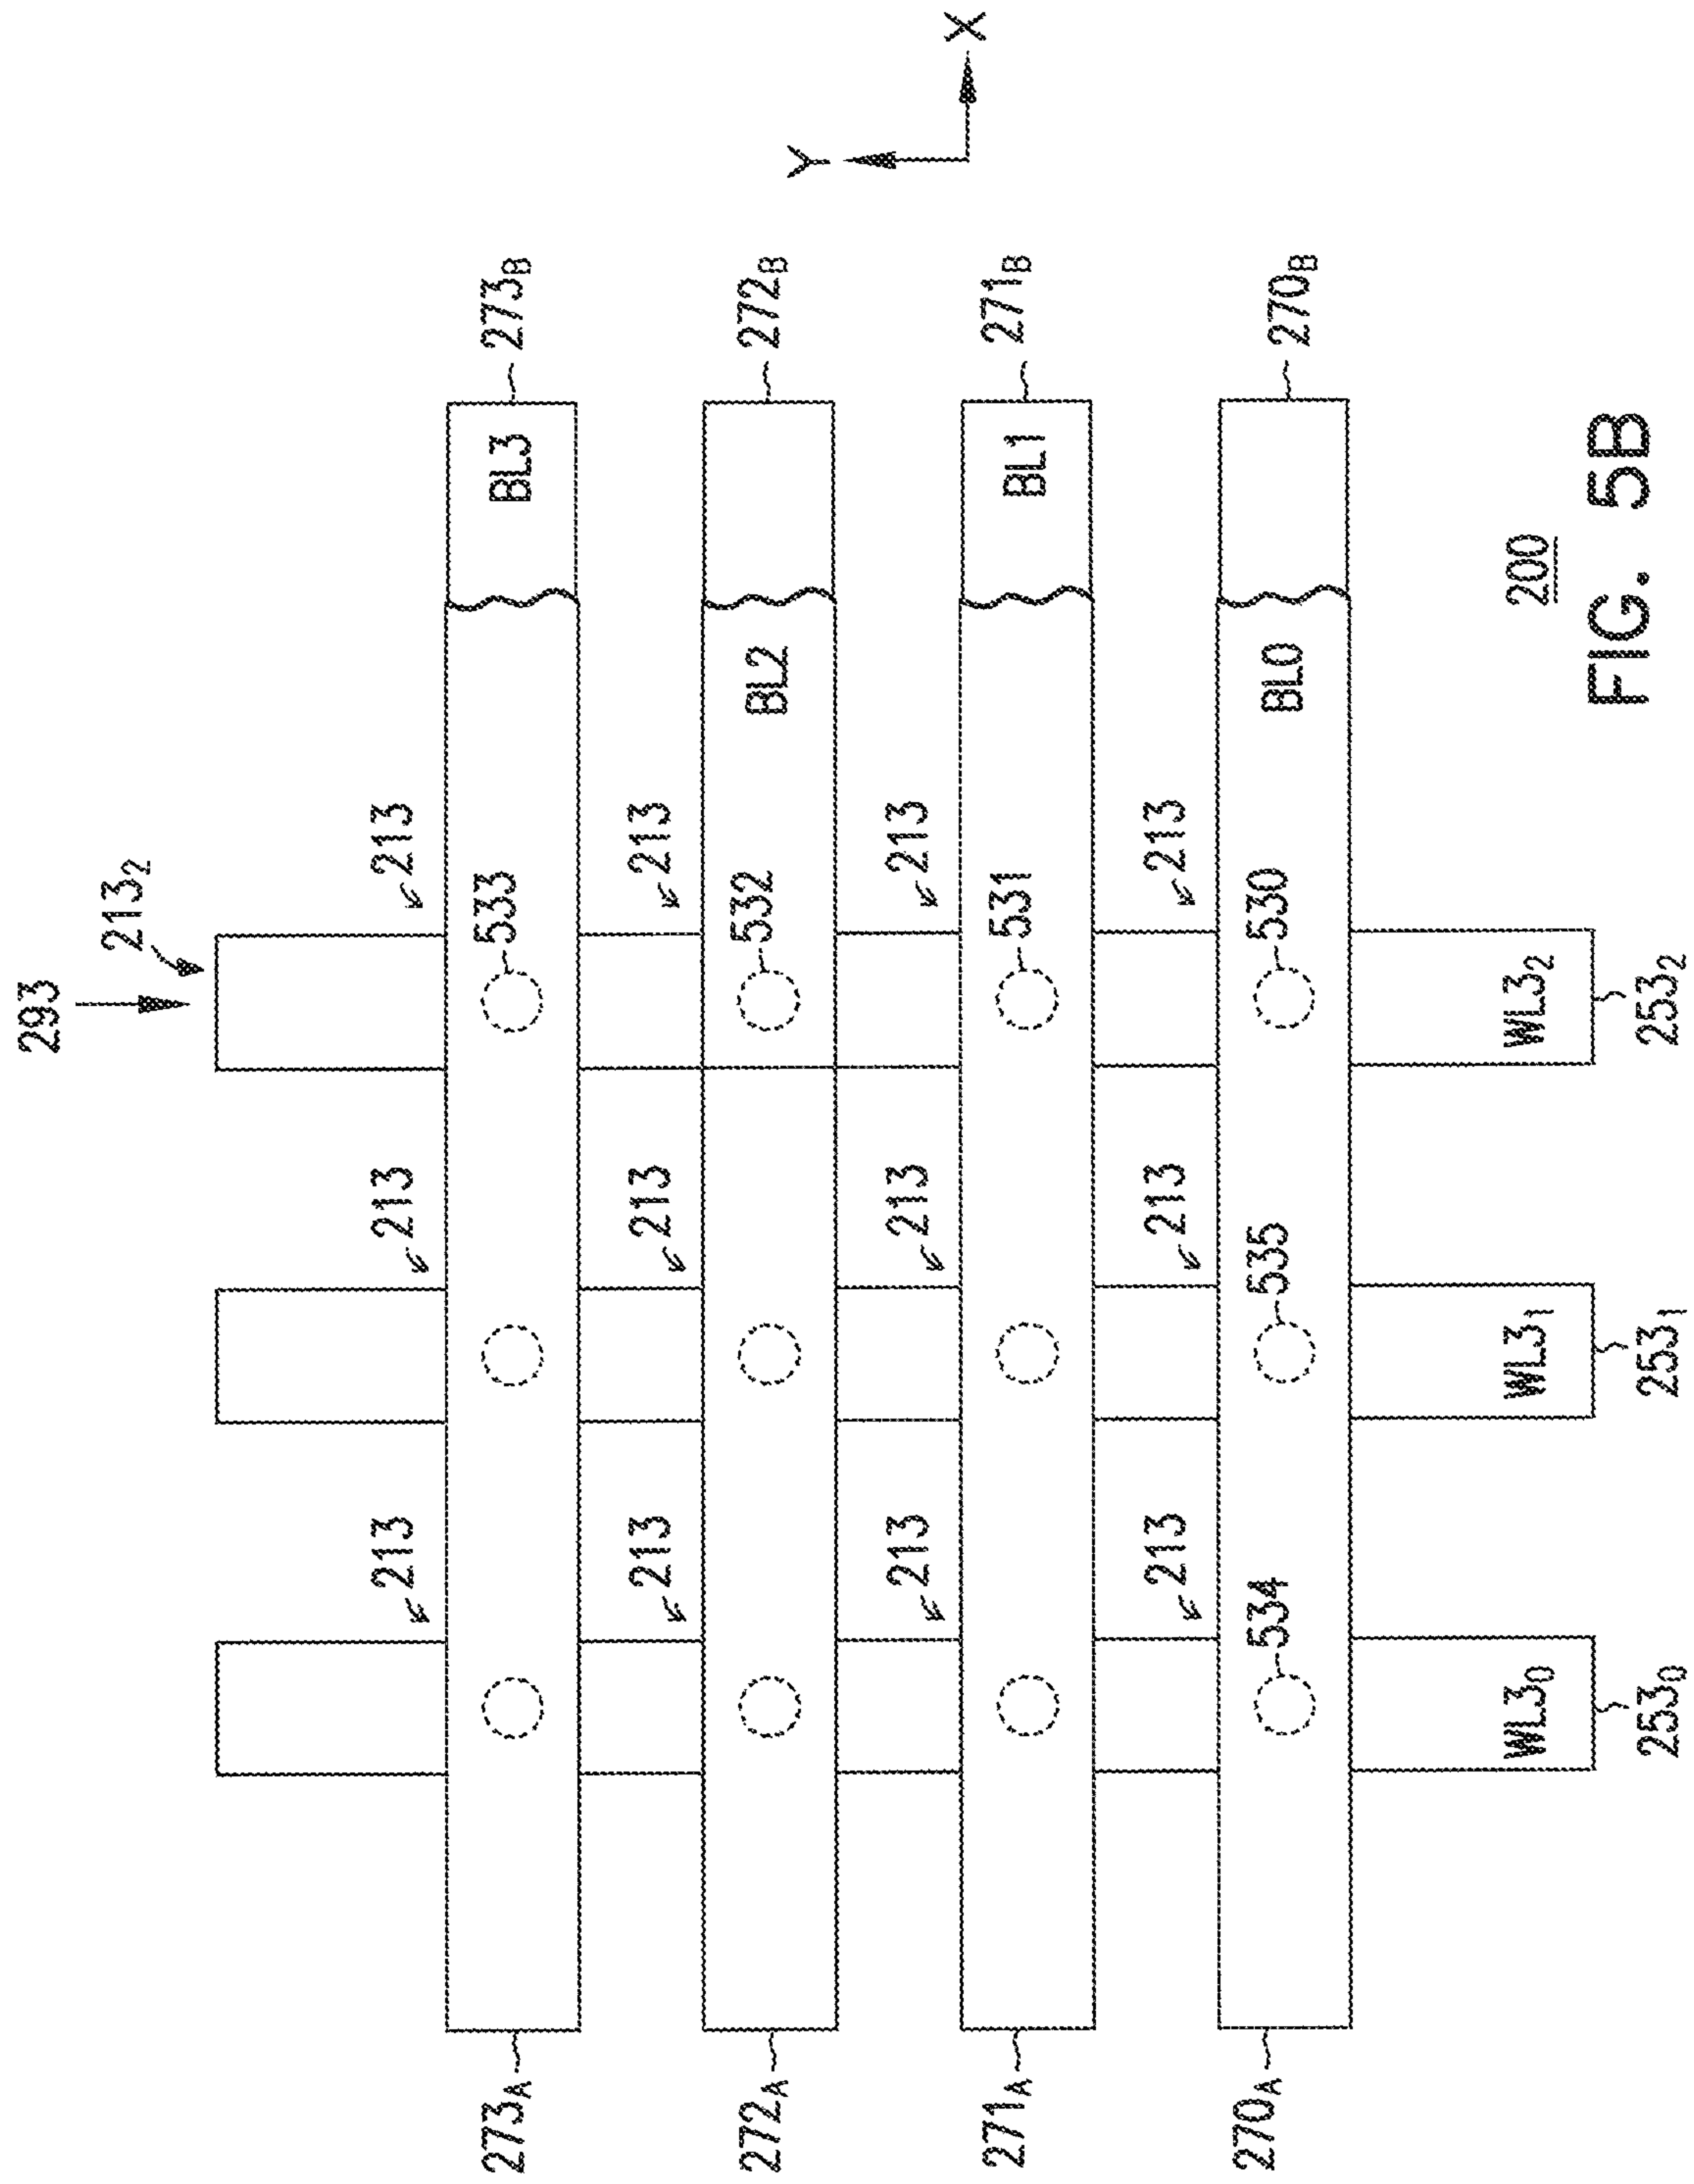 293
213₂
213 213 213
273A 533 BL3 273B
213 213 213
272A 532 BL2 272B
Y
213 213 213
X
271A 531 BL1 271B
213 213 213
270A 534 535 530 BL0 270B
WL3₀ WL3₁ WL3₂ 200
253₀ 253₁ 253₂
FIG. 5B